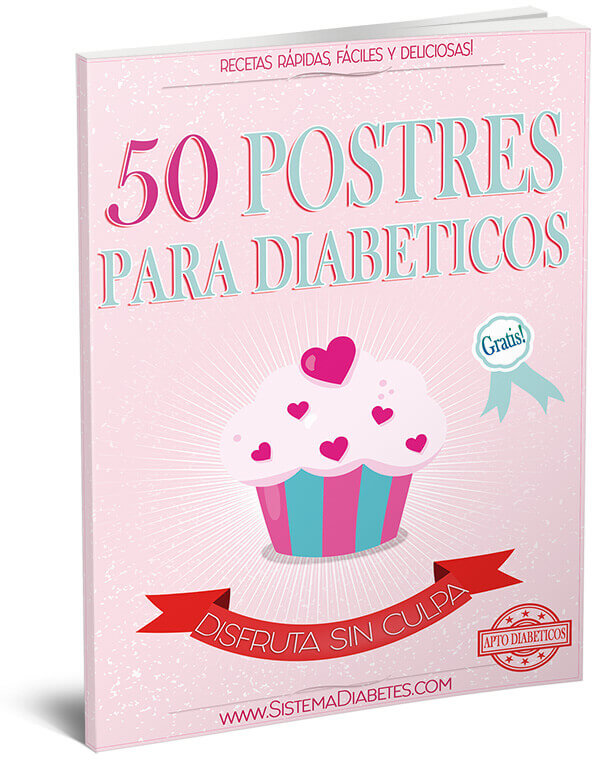 RECETAS RÁPIDAS, FÁCILES Y DELICIOSAS!
50 POSTRES
PARA DIABETICOS
Gratis!
DISFRUTA SIN CULPA
APTO DIABETICOS
WWW.SISTEMADIABETES.COM